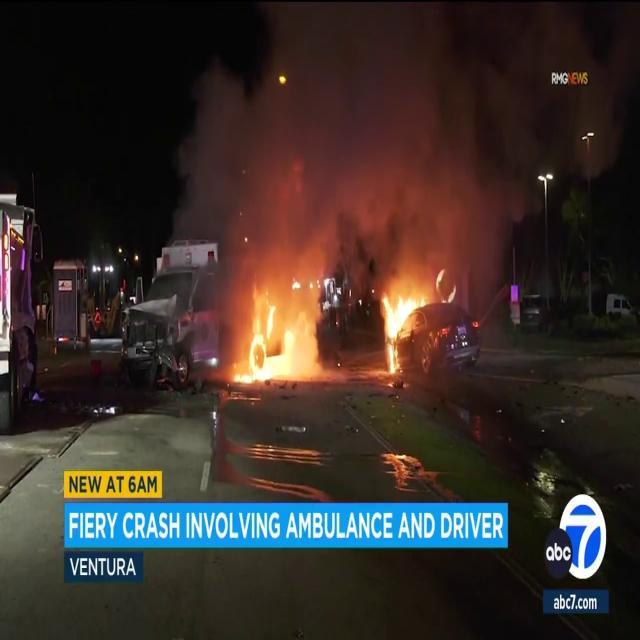 RMGNEWS
NEW AT 6AM
FIERY CRASH INVOLVING AMBULANCE AND DRIVER
VENTURA
abc 7
abc7.com